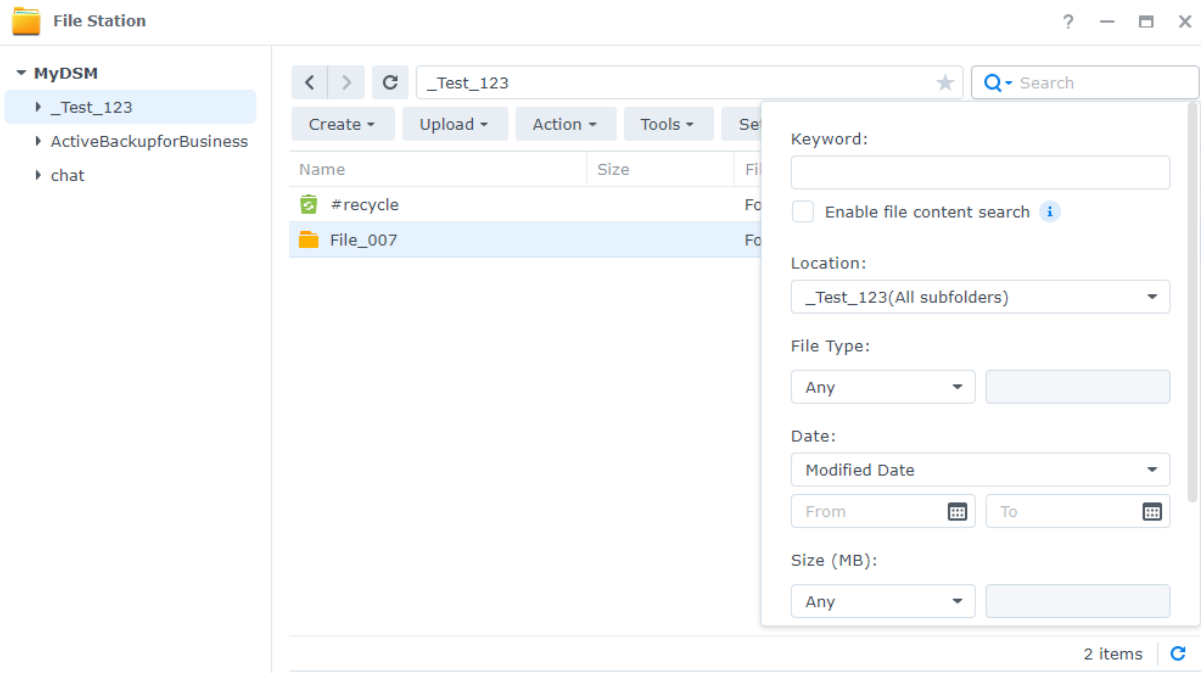 File Station
MyDSM
_Test_123
ActiveBackupforBusiness
chat
_Test_123
Search
Create
Upload
Action
Tools
Name
Size
#recycle
File_007
Keyword:
Enable file content search
Location:
_Test_123(All subfolders)
File Type:
Any
Date:
Modified Date
From
To
Size (MB):
Any
2 items